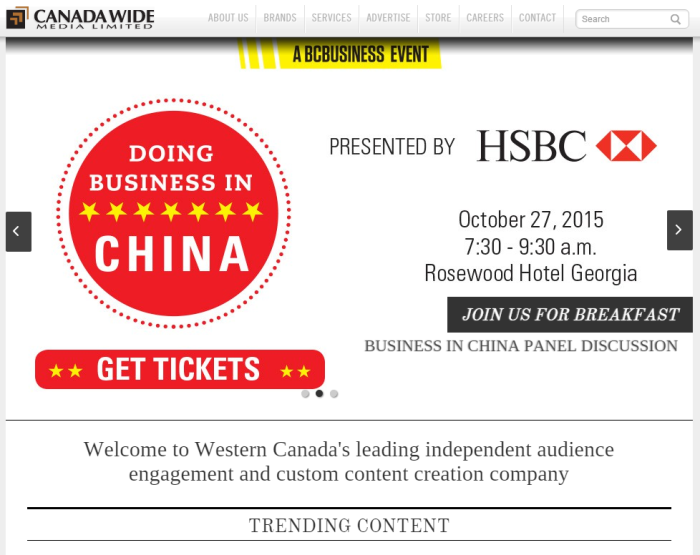 CANADA WIDE
MEDIA LIMITED
ABOUT US
BRANDS
SERVICES
ADVERTISE
STORE
CAREERS
CONTACT
Search
A BCBUSINESS EVENT
DOING
BUSINESS IN
CHINA
GET TICKETS
PRESENTED BY HSBC
October 27, 2015
7:30 - 9:30 a.m.
Rosewood Hotel Georgia
JOIN US FOR BREAKFAST
BUSINESS IN CHINA PANEL DISCUSSION
Welcome to Western Canada's leading independent audience
engagement and custom content creation company
TRENDING CONTENT